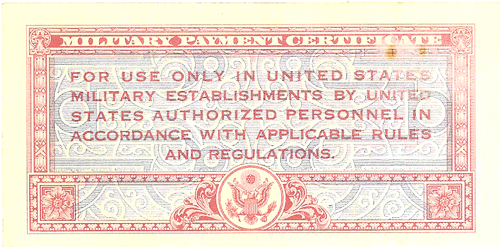 MILITARY PAYMENT CERTIFICATE
FOR USE ONLY IN UNITED STATES
MILITARY ESTABLISHMENTS BY UNITED
STATES AUTHORIZED PERSONNEL IN
ACCORDANCE WITH APPLICABLE RULES
AND REGULATIONS.